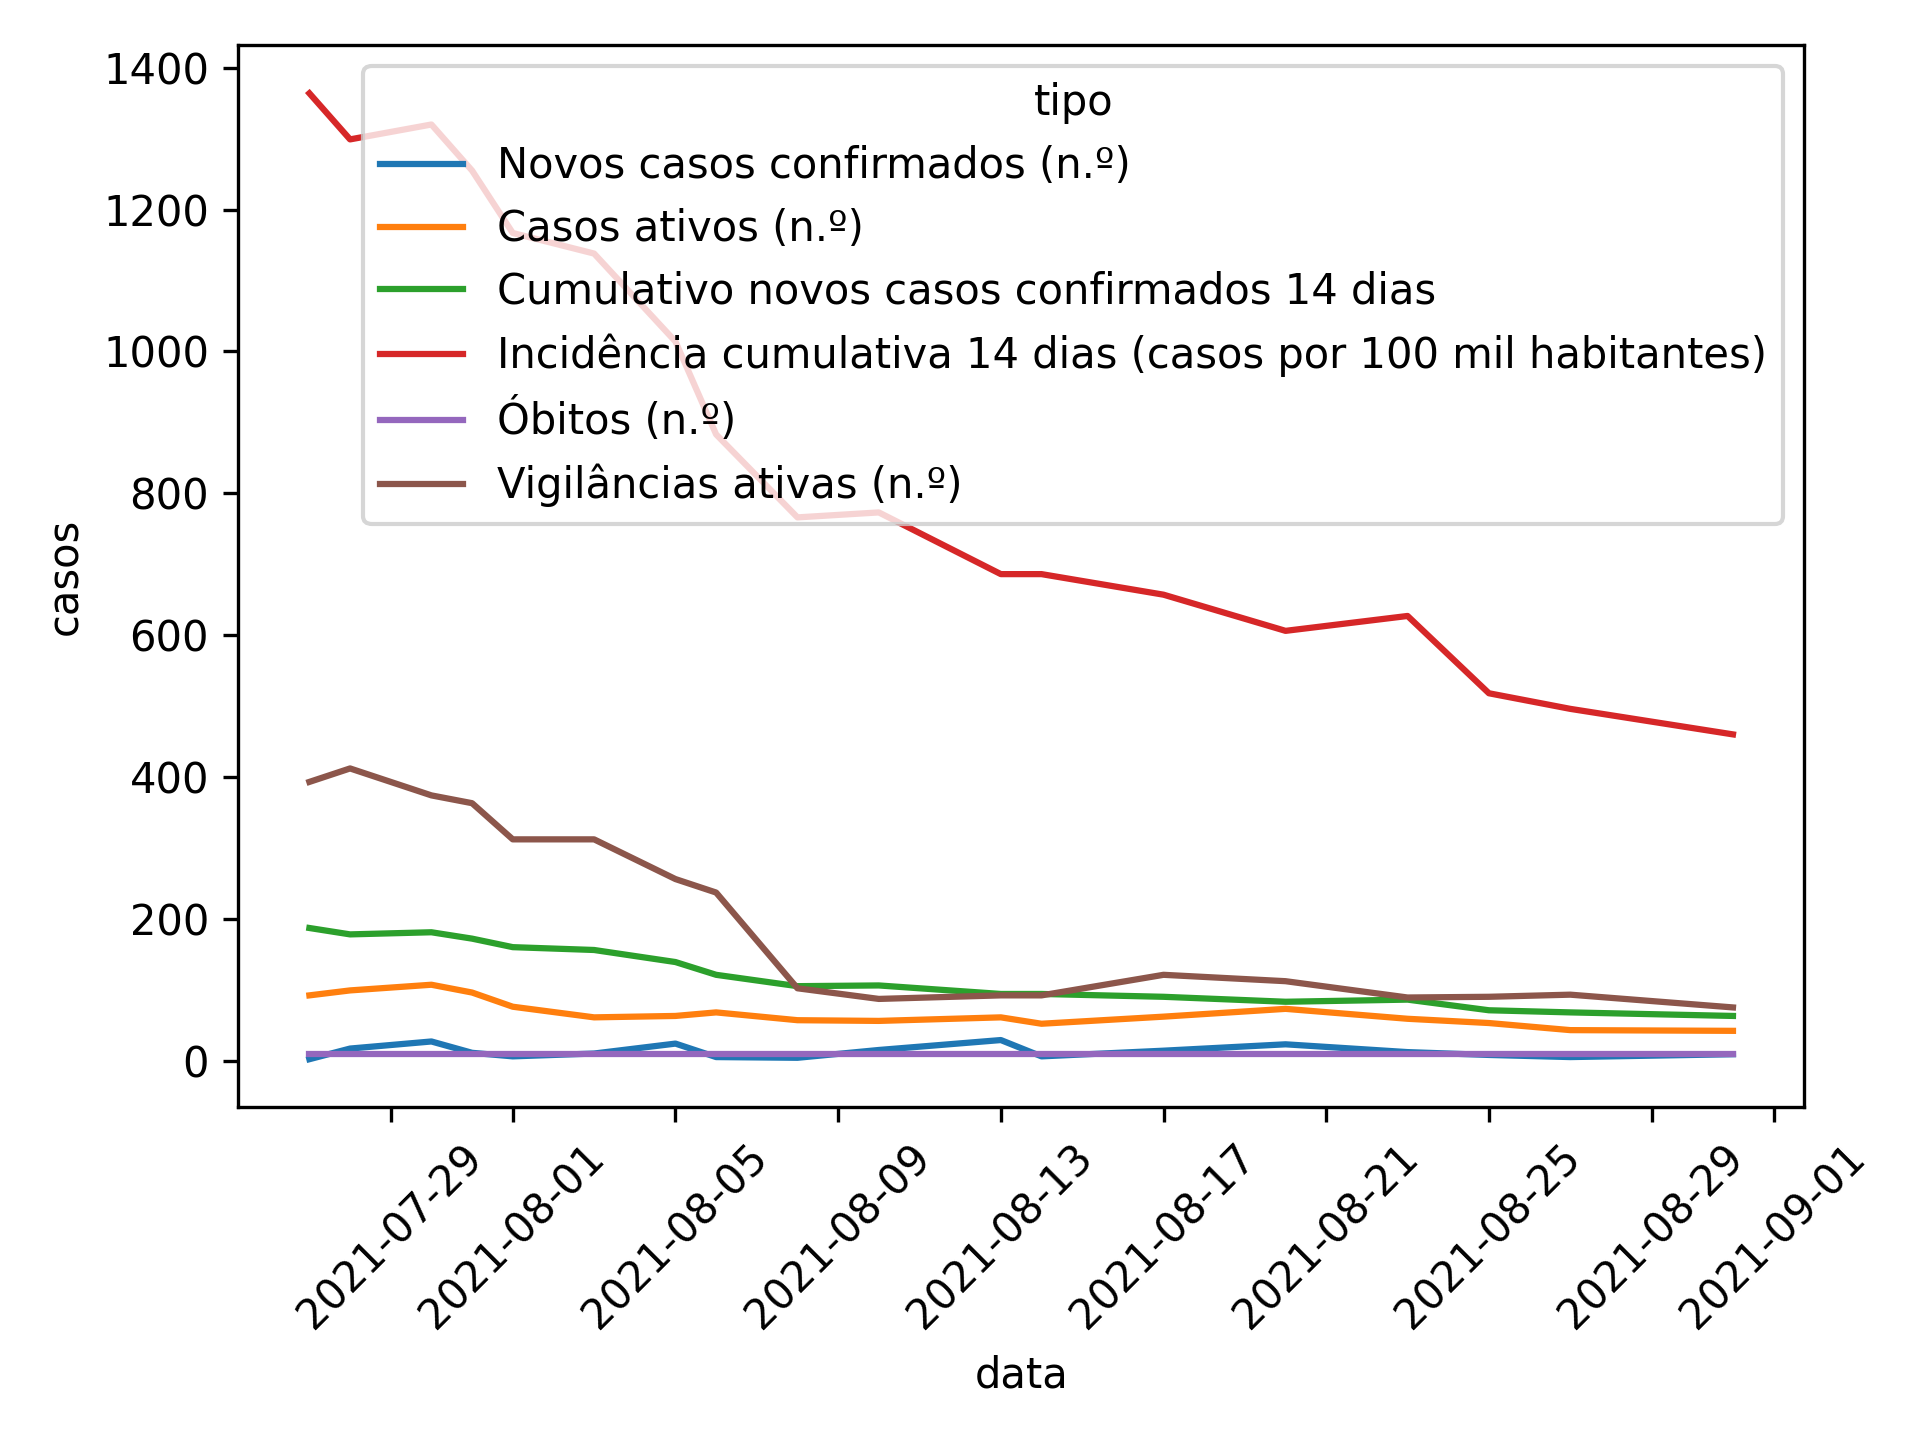 tipo
Novos casos confirmados (n.º)
Casos ativos (n.º)
Cumulativo novos casos confirmados 14 dias
Incidência cumulativa 14 dias (casos por 100 mil habitantes)
Óbitos (n.º)
Vigilâncias ativas (n.º)
1400
1200
1000
800
600
400
200
0
casos
2021-07-29
2021-08-01
2021-08-05
2021-08-09
2021-08-13
2021-08-17
2021-08-21
2021-08-25
2021-08-29
2021-09-01
data